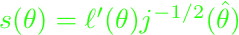 s(θ) = ℓ′(θ)j^{-1/2}(θ̂)